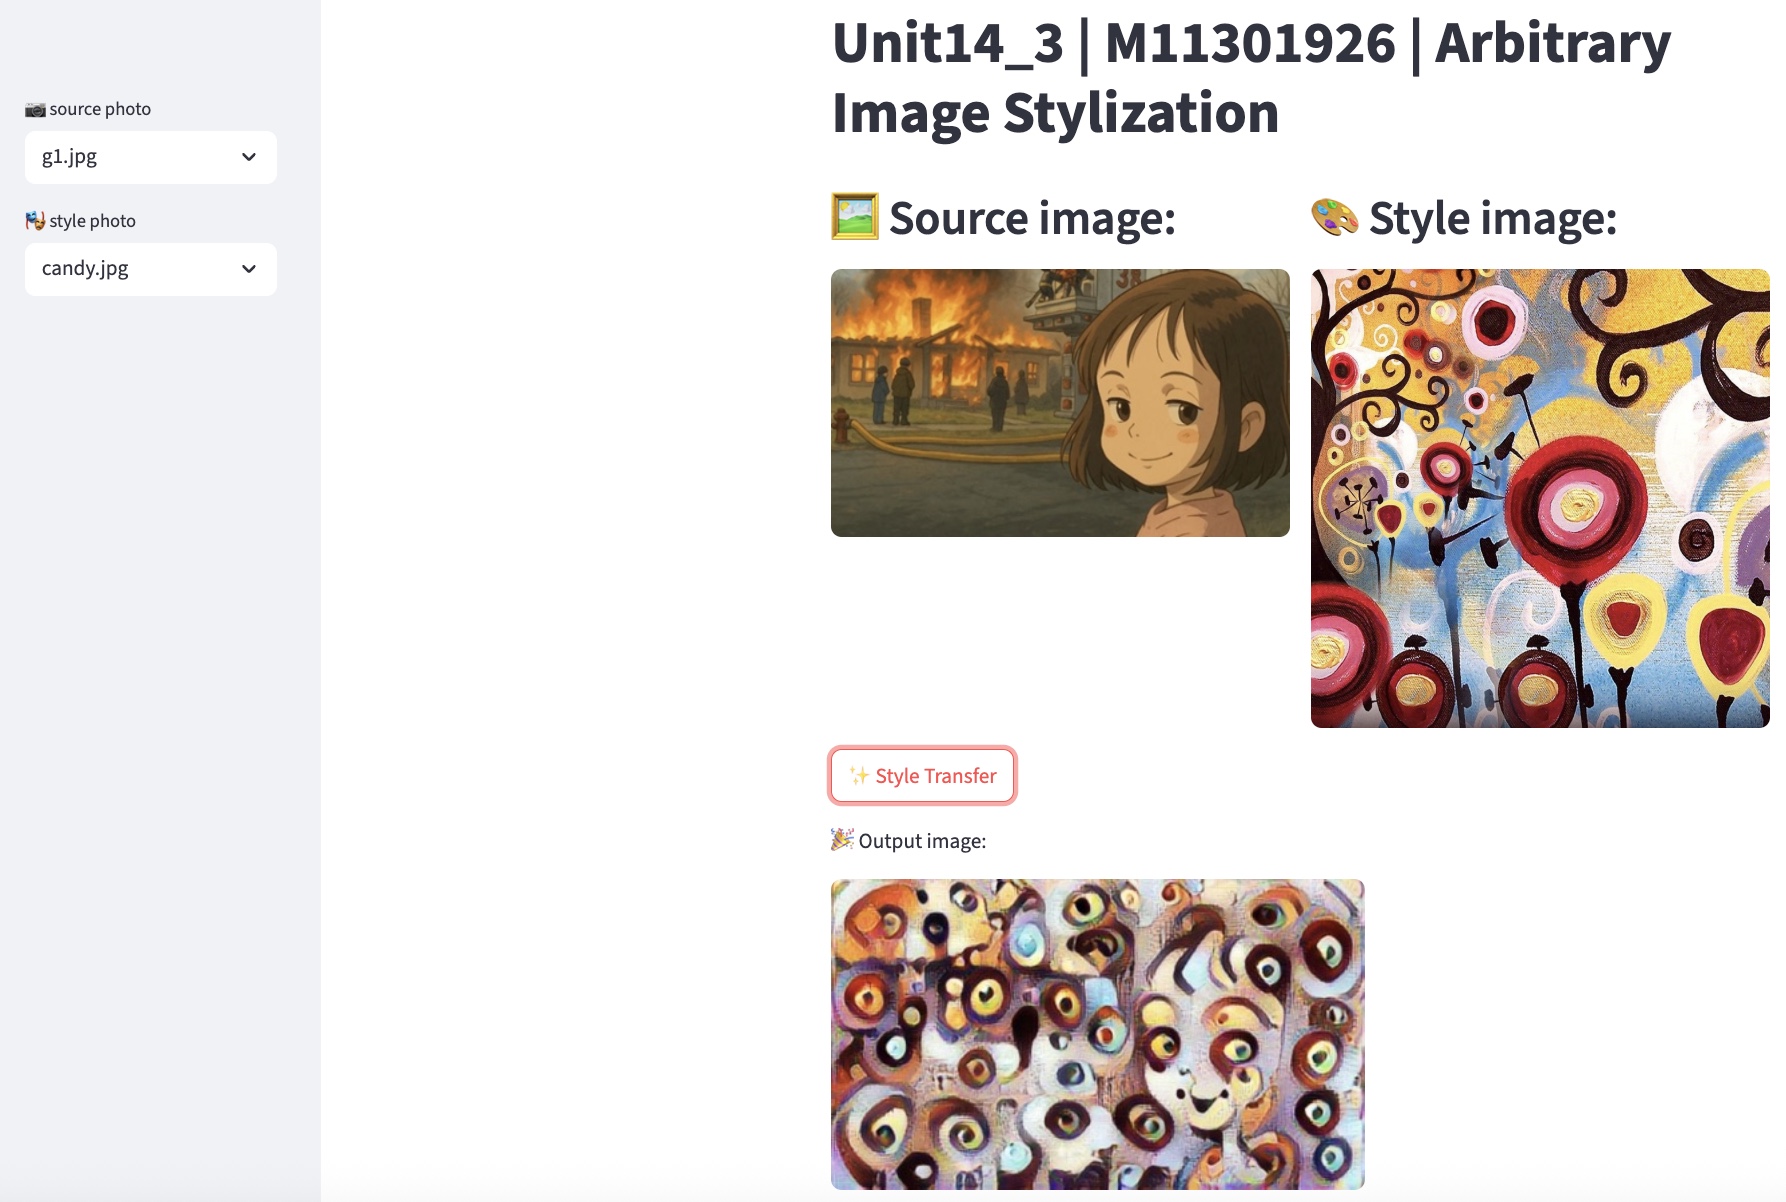 source photo
g1.jpg
style photo
candy.jpg
Unit14_3 | M11301926 | Arbitrary
Image Stylization
Source image:
Style image:
Style Transfer
Output image: